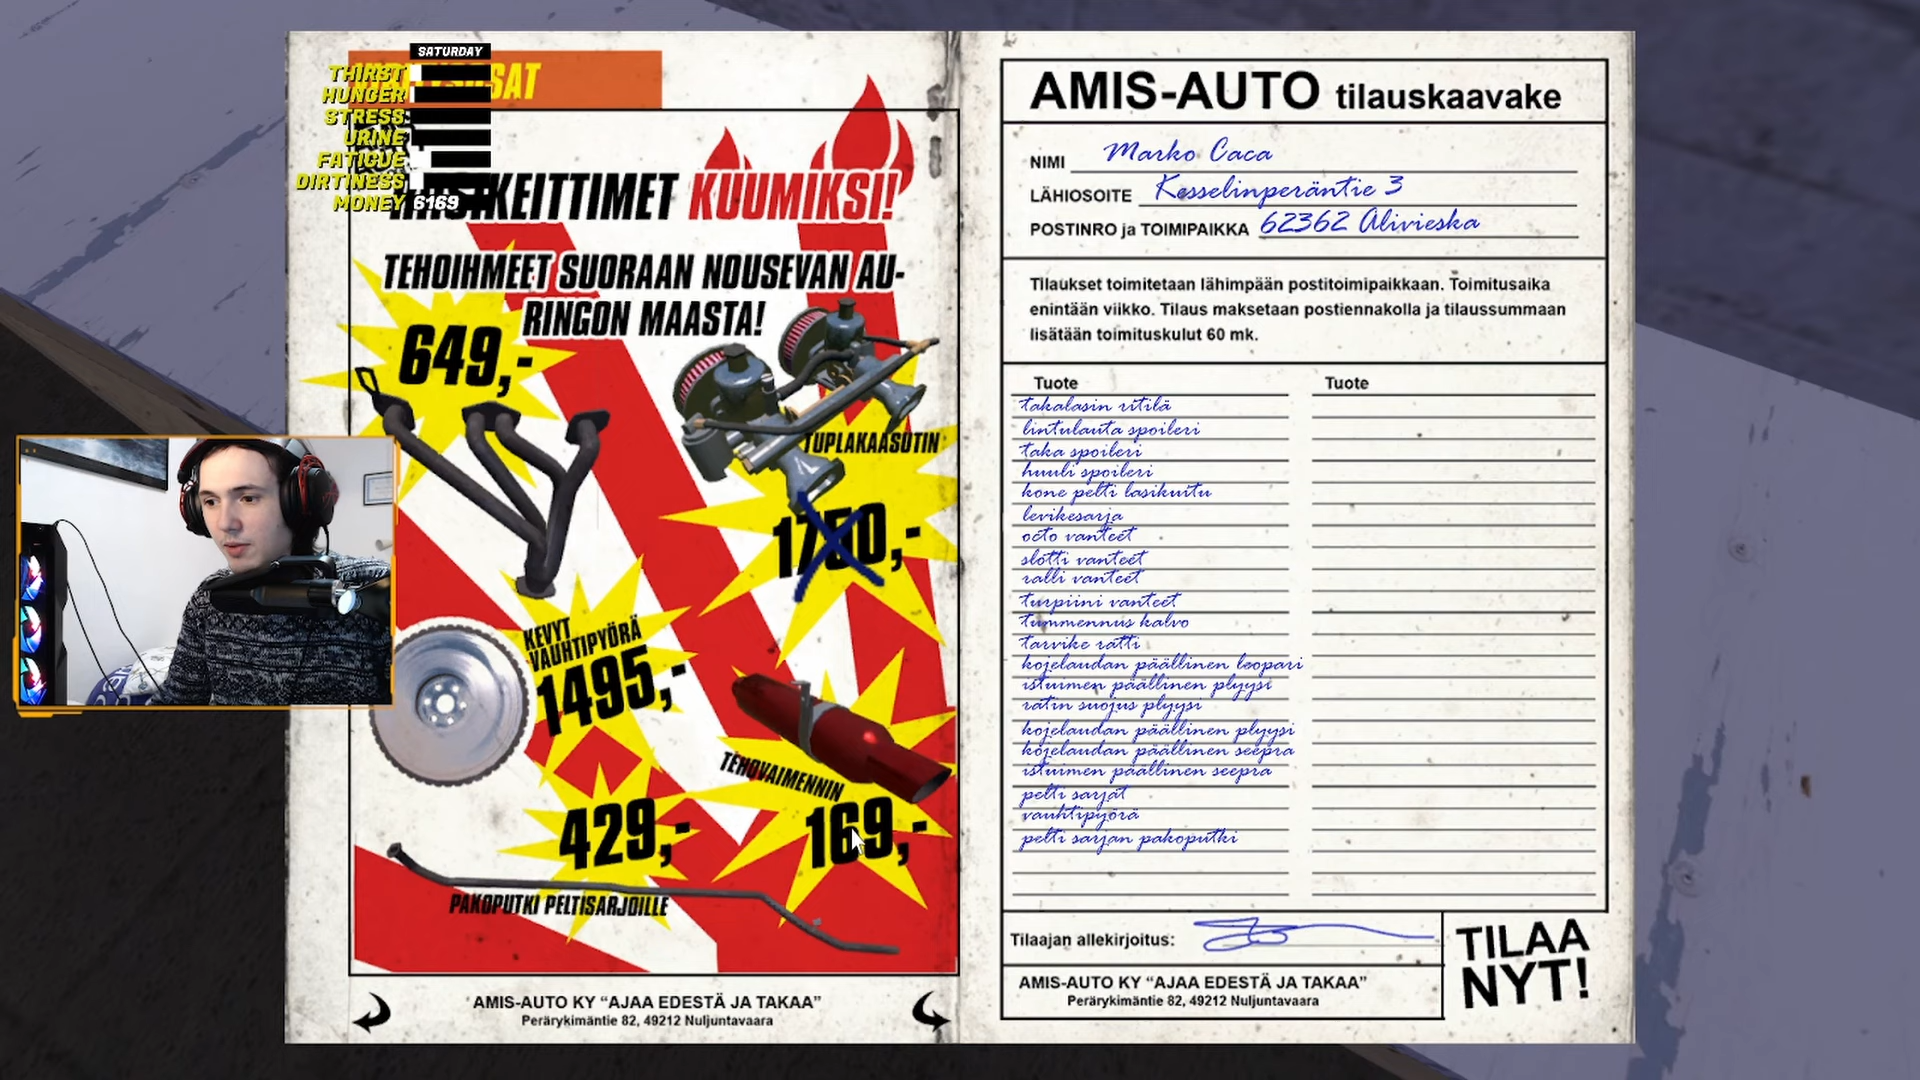 SATURDAY
THIRST
HUNGER
STRESS
URINE
FATIGUE
DIRTINESS
MONEY 6169
KUUMIKSI!
TEHOIHMEET SUORAAN NOUSEVAN AU-
RINGON MAASTA!
649,-
TUPLAKAASUTIN
1750,-
KEVYT
VAUHTIPYÖRÄ
1495,-
TEHOVAIMENNIN
169,-
429,-
PAKOPUTKI PELTISARJOILLE
AMIS-AUTO KY “AJAA EDESTÄ JA TAKAA”
Perärykimäntie 82, 49212 Nuljuntavaara
AMIS-AUTO tilauskaavake
NIMI Marko Caca
LÄHIOSOITE Kesselinperäntie 3
POSTINRO ja TOIMIPAIKKA 62362 Alivieska
Tilaukset toimitetaan lähimpään postitoimipaikkaan. Toimitusaika
enintään viikko. Tilaus maksetaan postiennakolla ja tilaussummaan
lisätään toimituskulut 60 mk.
Tuote Tuote
takalasin ritilä
lintulauta spoileri
taka spoileri
huuli spoileri
kone pelti lasikuitu
levikesarja
octo vanteet
slotti vanteet
ralli vanteet
turpiini vanteet
tummennus kalvo
tarvike ratti
kojelaudan päällinen leopari
istuimen päällinen plyysi
ratin suojus plyysi
kojelaudan päällinen plyysi
kojelaudan päällinen seepra
istuimen päällinen seepra
pelti sarjat
vauhtipyörä
pelti sarjan pakoputki
Tilaajan allekirjoitus:
TILAA
NYT!
AMIS-AUTO KY “AJAA EDESTÄ JA TAKAA”
Perärykimäntie 82, 49212 Nuljuntavaara